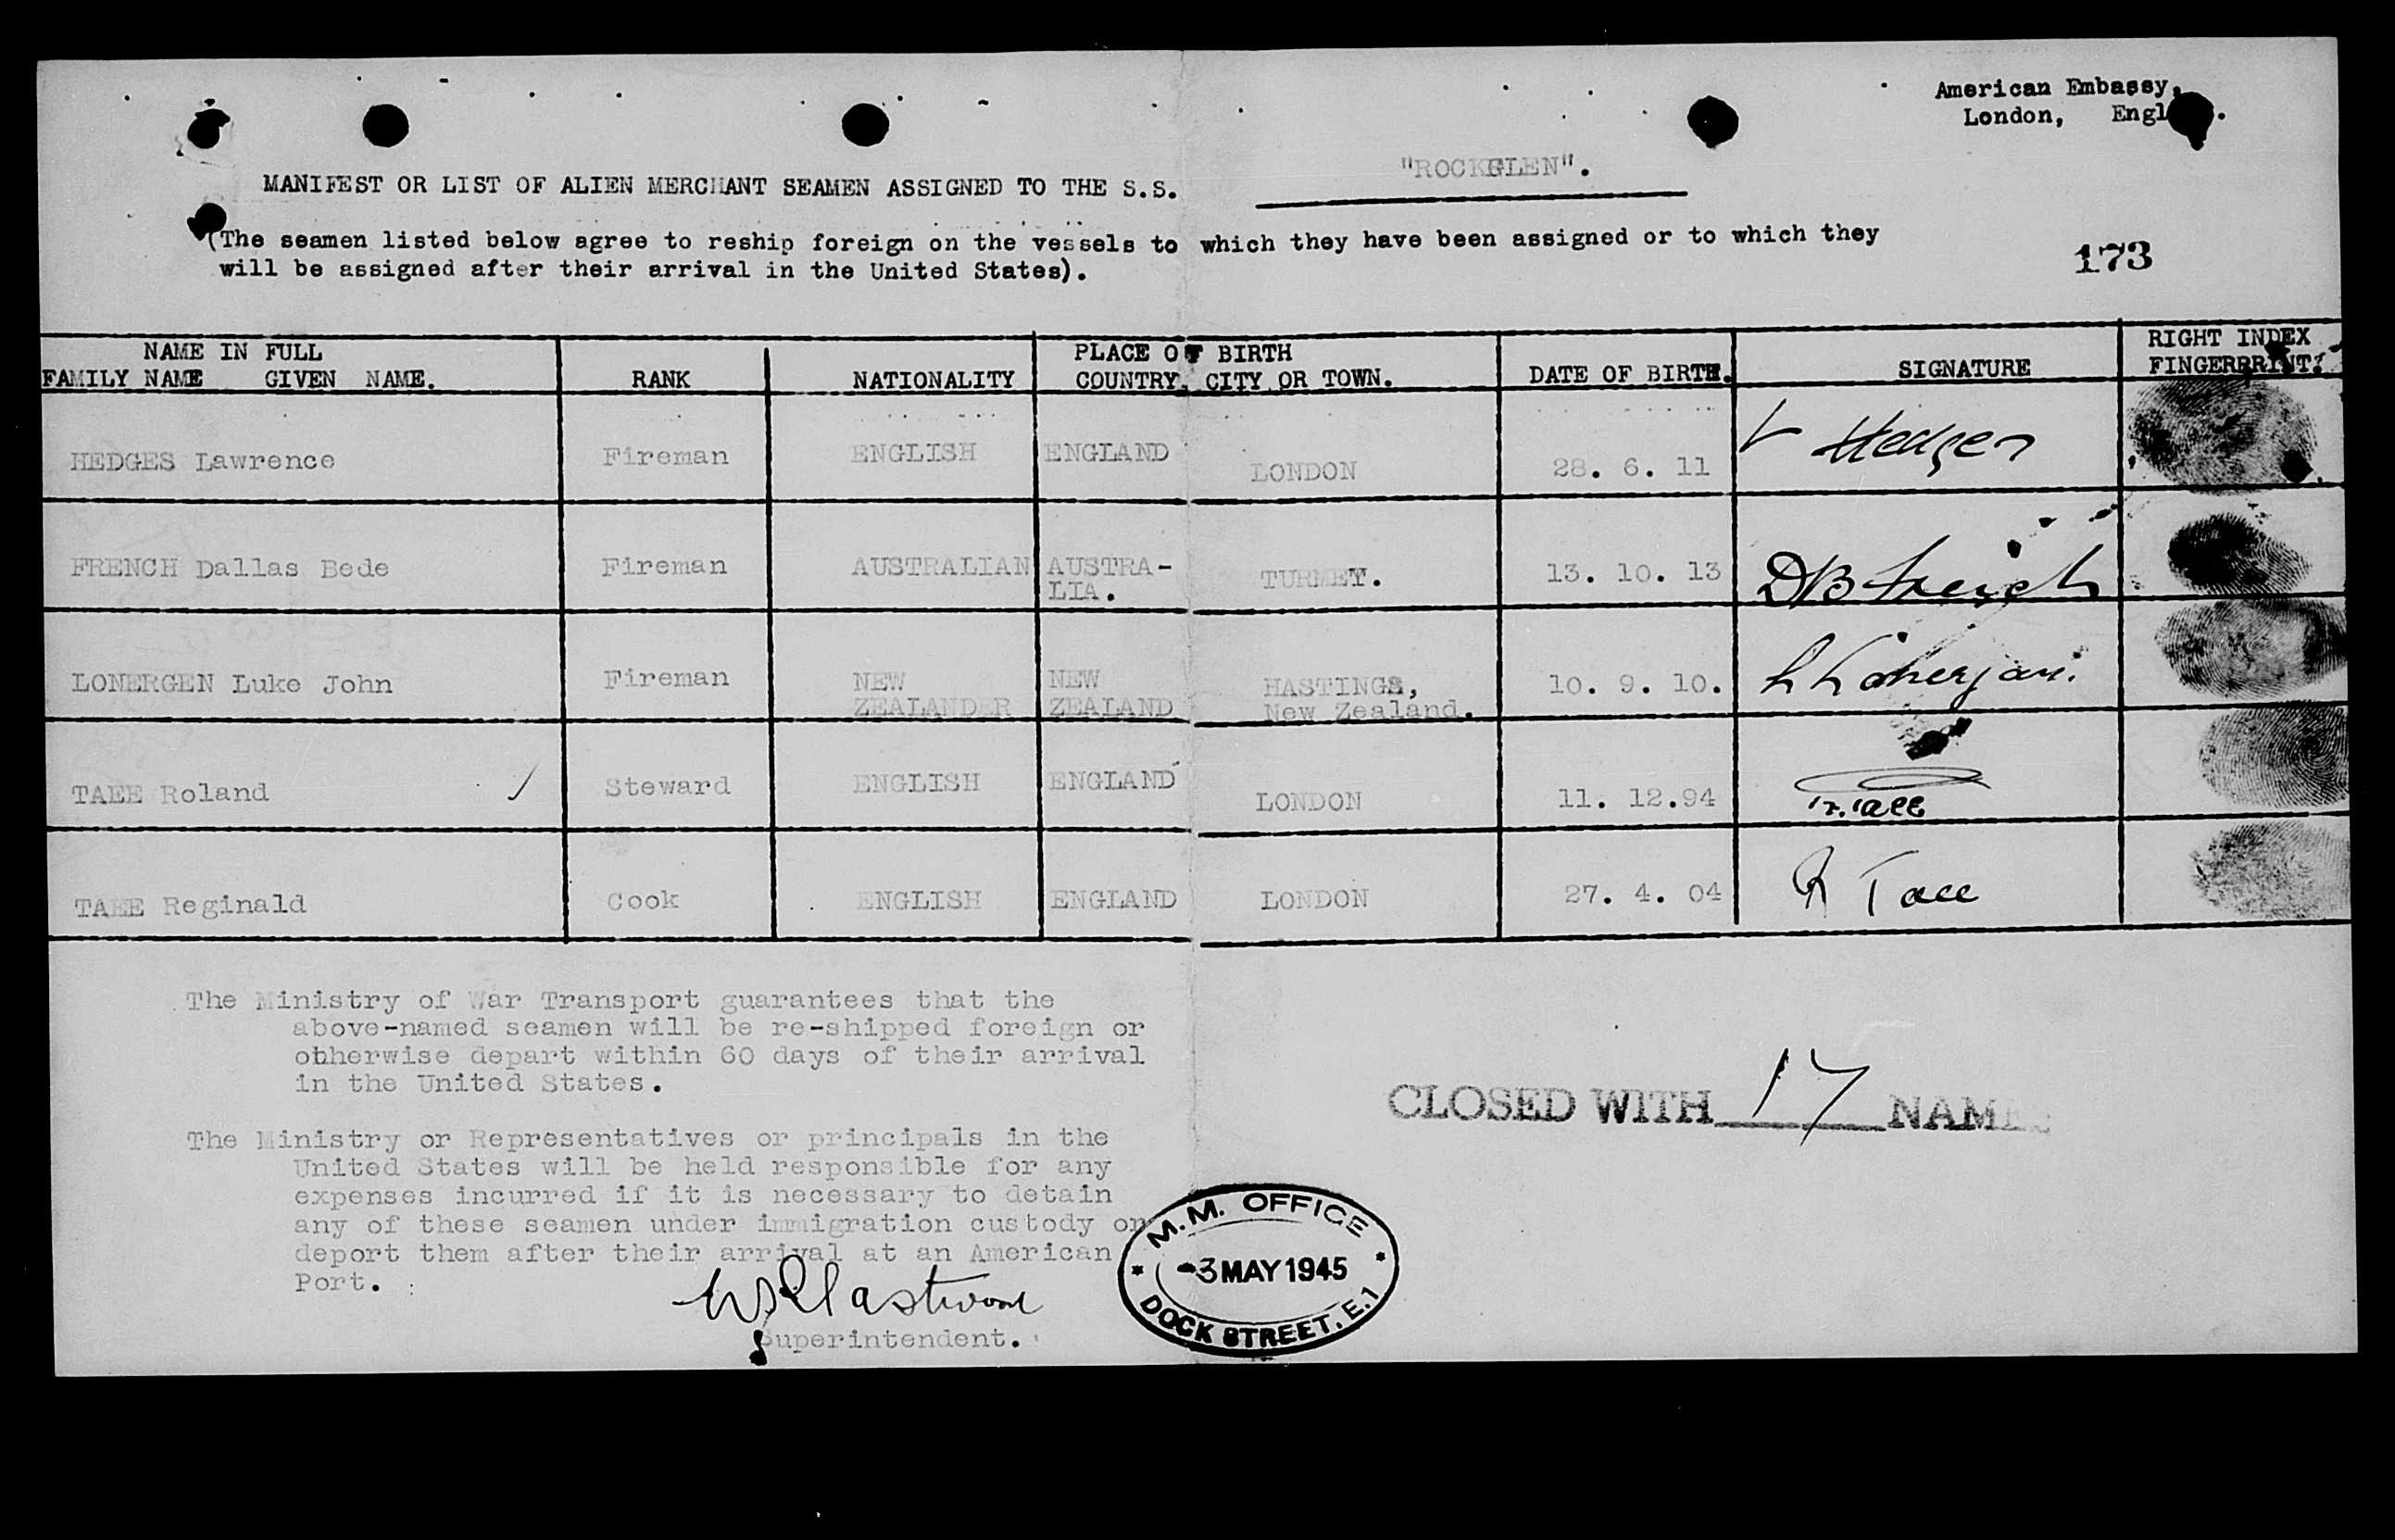 American Embassy,
London, Engl .
MANIFEST OR LIST OF ALIEN MERCHANT SEAMEN ASSIGNED TO THE S.S. "ROCKGLEN".
(The seamen listed below agree to reship foreign on the vessels to which they have been assigned or to which they
will be assigned after their arrival in the United States).
173
NAME IN FULL
FAMILY NAME GIVEN NAME.
RANK
NATIONALITY
PLACE OF BIRTH
COUNTRY, CITY OR TOWN.
DATE OF BIRTH.
SIGNATURE
RIGHT INDEX
FINGERPRINT.
HEDGES Lawrence Fireman ENGLISH ENGLAND LONDON 28. 6. 11 L Hedges
FRENCH Dallas Bede Fireman AUSTRALIAN AUSTRA-
LIA. TURMEY. 13. 10. 13 DB French
LONERGEN Luke John Fireman NEW
ZEALANDER NEW
ZEALAND HASTINGS,
New Zealand. 10. 9. 10. L Lonergan.
TAEE Roland Steward ENGLISH ENGLAND LONDON 11. 12.94 R. Taee
TAEE Reginald Cook ENGLISH ENGLAND LONDON 27. 4. 04 R Taee
The Ministry of War Transport guarantees that the
above-named seamen will be re-shipped foreign or
otherwise depart within 60 days of their arrival
in the United States.
The Ministry or Representatives or principals in the
United States will be held responsible for any
expenses incurred if it is necessary to detain
any of these seamen under immigration custody or
deport them after their arrival at an American
Port.
Eastwood
Superintendent.
CLOSED WITH 17 NAME
M.M. OFFICE
-3 MAY 1945
DOCK STREET, E.1